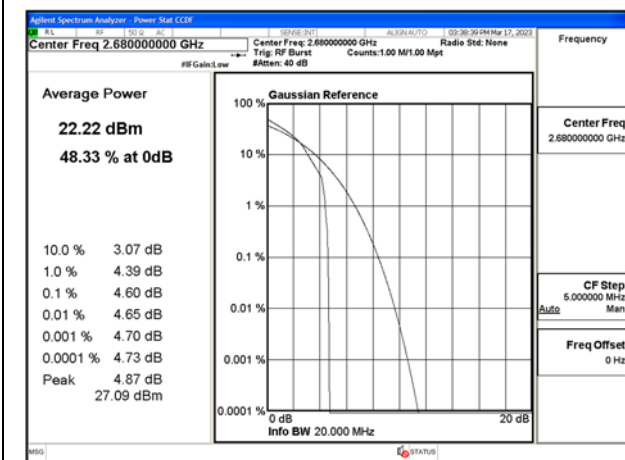 Agilent Spectrum Analyzer - Power Stat CCDF
RL RF 50 Ω AC SENSE:INT ALIGN AUTO 03:38:39 PM Mar 17, 2023
Center Freq 2.680000000 GHz
Center Freq: 2.680000000 GHz Radio Std: None
Trig: RF Burst Counts:1.00 M/1.00 Mpt
#IFGain:Low #Atten: 40 dB
Frequency
Average Power
22.22 dBm
48.33 % at 0dB
10.0 % 3.07 dB
1.0 % 4.39 dB
0.1 % 4.60 dB
0.01 % 4.65 dB
0.001 % 4.70 dB
0.0001 % 4.73 dB
Peak 4.87 dB
27.09 dBm
Gaussian Reference
100 %
10 %
1 %
0.1 %
0.01 %
0.001 %
0.0001 %
0 dB 20 dB
Info BW 20.000 MHz
Center Freq
2.680000000 GHz
CF Step
5.000000 MHz
Auto Man
Freq Offset
0 Hz
MSG STATUS